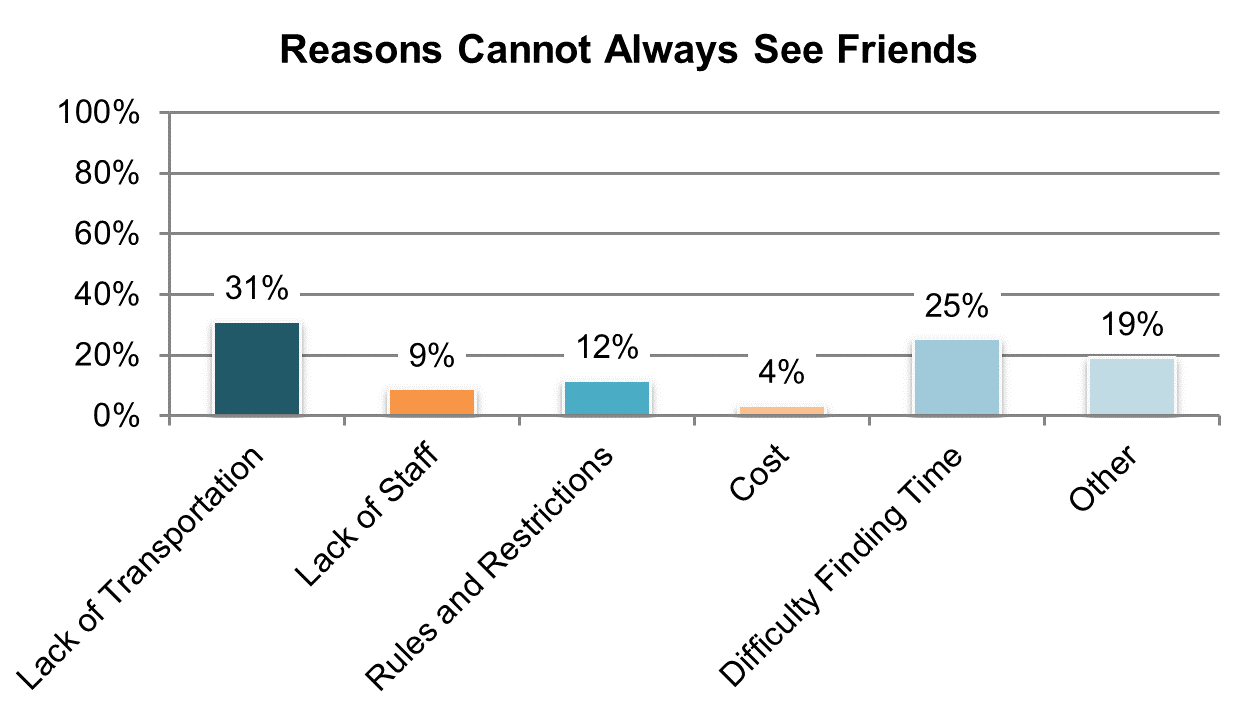 Reasons Cannot Always See Friends
100%
80%
60%
40%
20%
0%
31%
9%
12%
4%
25%
19%
Lack of Transportation
Lack of Staff
Rules and Restrictions
Cost
Difficulty Finding Time
Other